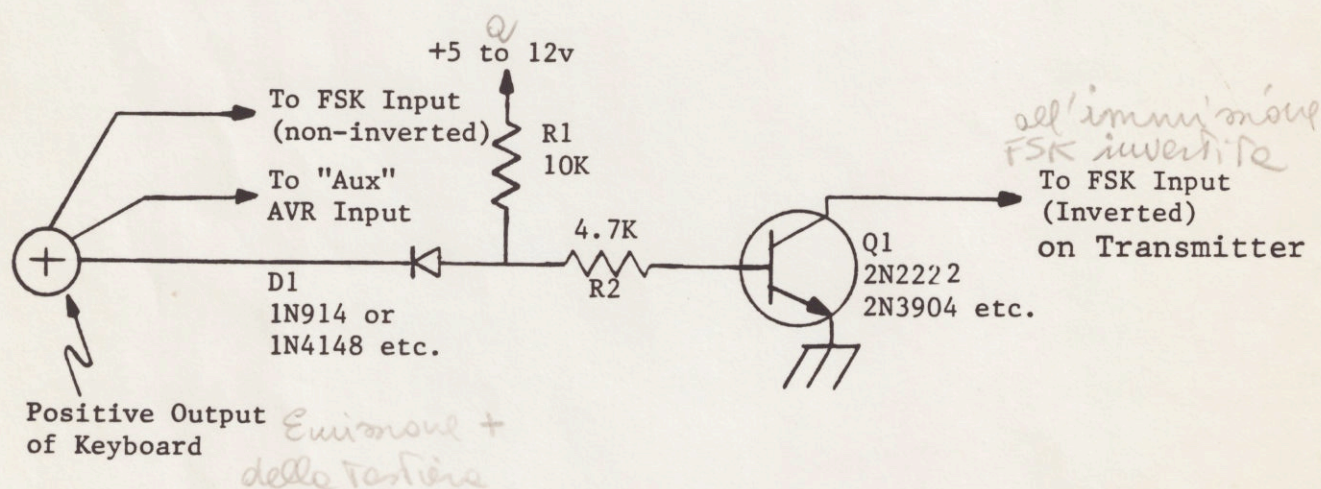 a
+5 to 12v
To FSK Input
(non-inverted)
R1
10K
To "Aux"
AVR Input
all'immissione
FSK invertita
To FSK Input
(Inverted)
on Transmitter
+
4.7K
R2
D1
1N914 or
1N4148 etc.
Q1
2N2222
2N3904 etc.
Positive Output
of Keyboard
Emissione +
della Tastiera